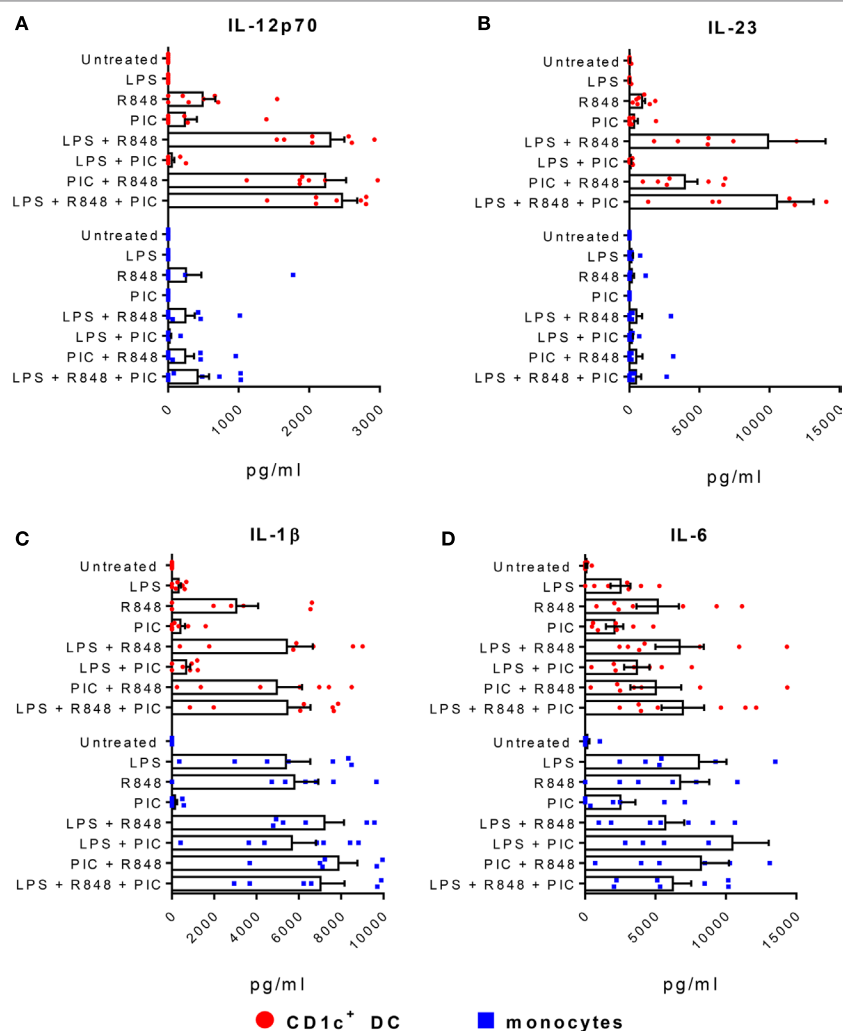 A
IL-12p70
Untreated
LPS
R848
PIC
LPS + R848
LPS + PIC
PIC + R848
LPS + R848 + PIC
Untreated
LPS
R848
PIC
LPS + R848
LPS + PIC
PIC + R848
LPS + R848 + PIC
0
1000
2000
3000
pg/ml
B
IL-23
Untreated
LPS
R848
PIC
LPS + R848
LPS + PIC
PIC + R848
LPS + R848 + PIC
Untreated
LPS
R848
PIC
LPS + R848
LPS + PIC
PIC + R848
LPS + R848 + PIC
0
5000
10000
15000
pg/ml
C
IL-1β
Untreated
LPS
R848
PIC
LPS + R848
LPS + PIC
PIC + R848
LPS + R848 + PIC
Untreated
LPS
R848
PIC
LPS + R848
LPS + PIC
PIC + R848
LPS + R848 + PIC
0
2000
4000
6000
8000
10000
pg/ml
D
IL-6
Untreated
LPS
R848
PIC
LPS + R848
LPS + PIC
PIC + R848
LPS + R848 + PIC
Untreated
LPS
R848
PIC
LPS + R848
LPS + PIC
PIC + R848
LPS + R848 + PIC
0
5000
10000
15000
pg/ml
CD1c+ DC
monocytes